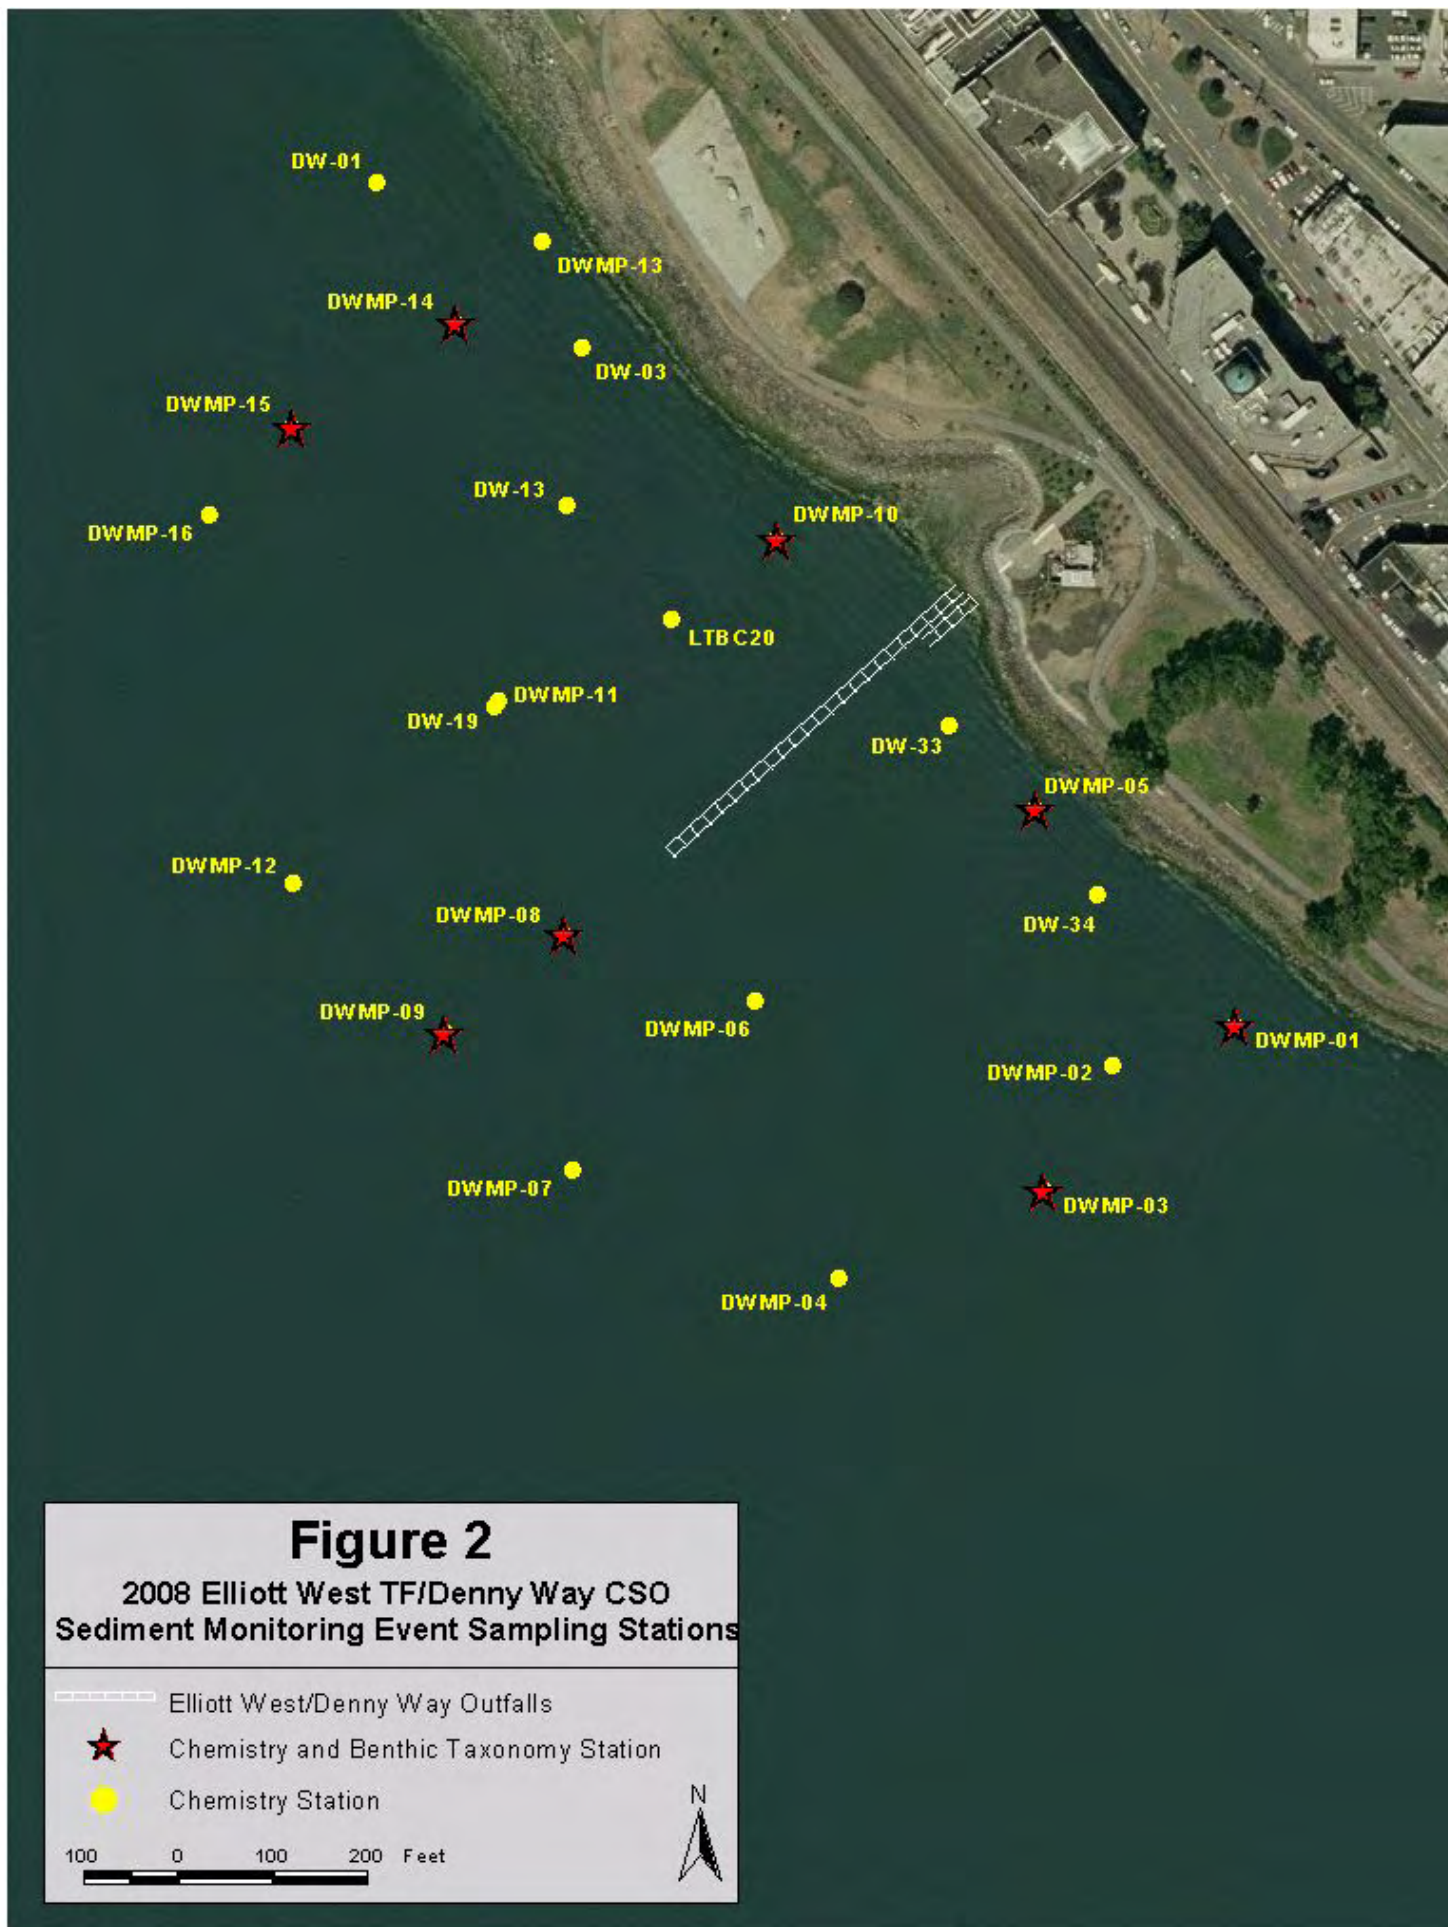 DW-01
DWMP-13
DWMP-14
DW-03
DWMP-15
DW-13
DWMP-10
DWMP-16
LTBC20
DWMP-11
DW-19
DW-33
DWMP-05
DWMP-12
DWMP-08
DW-34
DWMP-09
DWMP-06
DWMP-01
DWMP-02
DWMP-07
DWMP-03
DWMP-04
Figure 2
2008 Elliott West TF/Denny Way CSO
Sediment Monitoring Event Sampling Stations
Elliott West/Denny Way Outfalls
Chemistry and Benthic Taxonomy Station
Chemistry Station
N
100 0 100 200 Feet